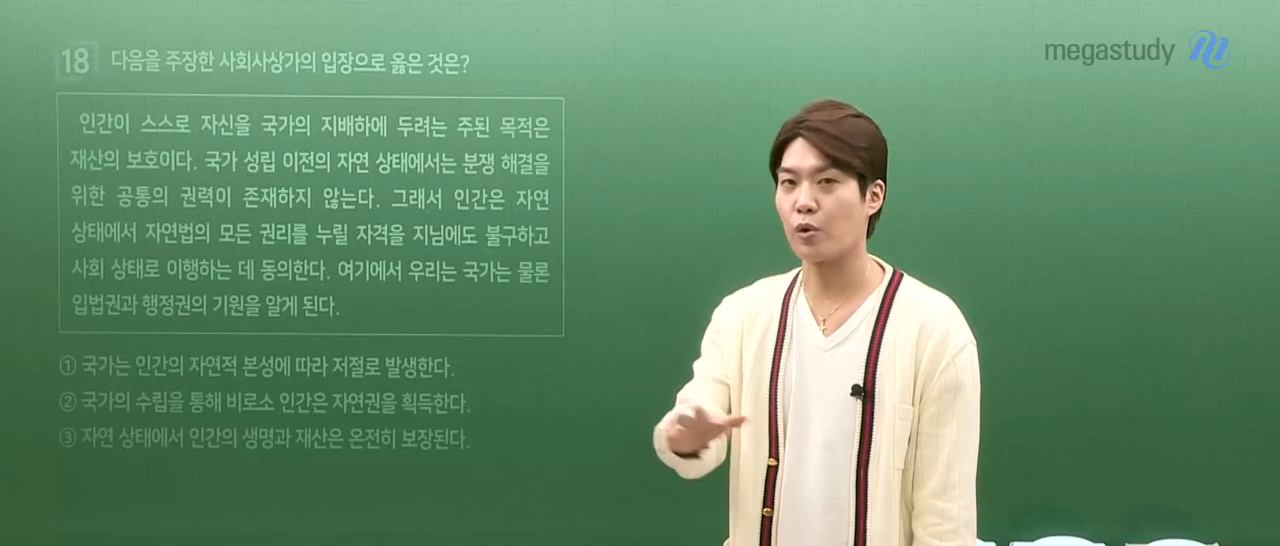 18 다음을 주장한 사회사상가의 입장으로 옳은 것은?
megastudy
인간이 스스로 자신을 국가의 지배하에 두려는 주된 목적은
재산의 보호이다. 국가 성립 이전의 자연 상태에서는 분쟁 해결을
위한 공통의 권력이 존재하지 않는다. 그래서 인간은 자연
상태에서 자연법의 모든 권리를 누릴 자격을 지님에도 불구하고
사회 상태로 이행하는 데 동의한다. 여기에서 우리는 국가는 물론
입법권과 행정권의 기원을 알게 된다.
① 국가는 인간의 자연적 본성에 따라 저절로 발생한다.
② 국가의 수립을 통해 비로소 인간은 자연권을 획득한다.
③ 자연 상태에서 인간의 생명과 재산은 온전히 보장된다.